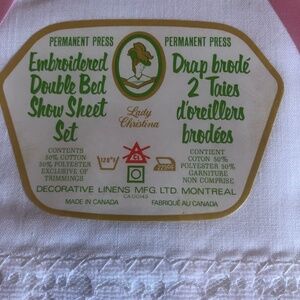 PERMANENT PRESS
Embroidered
Double Bed
Show Sheet
Set
CONTENTS
50% COTTON
50% POLYESTER
EXCLUSIVE OF
TRIMMINGS
Lady
Christina
PERMANENT PRESS
Drap brodé
2 Taies
d'oreillers
brodées
CONTIENT
COTON 50%
POLYESTER 50%
GARNITURE
NON COMPRISE
DECORATIVE LINENS MFG. LTD. MONTREAL
MADE IN CANADA
FABRIQUÉ AU CANADA